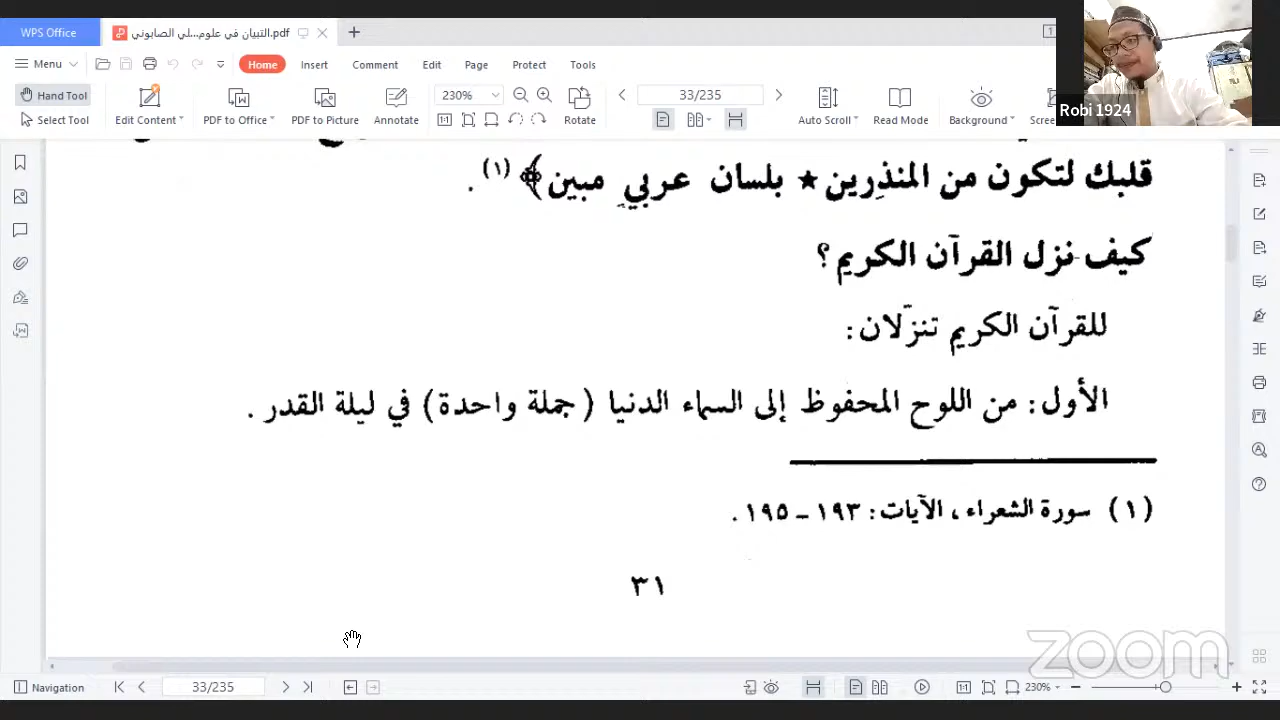 WPS Office
التبيان في علوم...لي الصابوني.pdf
Menu
Home
Insert
Comment
Edit
Page
Protect
Tools
Hand Tool
Select Tool
Edit Content
PDF to Office
PDF to Picture
Annotate
230%
Rotate
33/235
Auto Scroll
Read Mode
Background
Robi 1924
قلبك لتكون من المنذِرين ★ بلسان عربيٍ مبين﴾ (١) .
كيف نزل القرآن الكريم؟
للقرآن الكريم تنزّلان:
الأول: من اللوح المحفوظ إلى السماء الدنيا (جملة واحدة) في ليلة القدر .
(١) سورة الشعراء، الآيات: ١٩٣ – ١٩٥ .
٣١
zoom
Navigation
33/235
230%